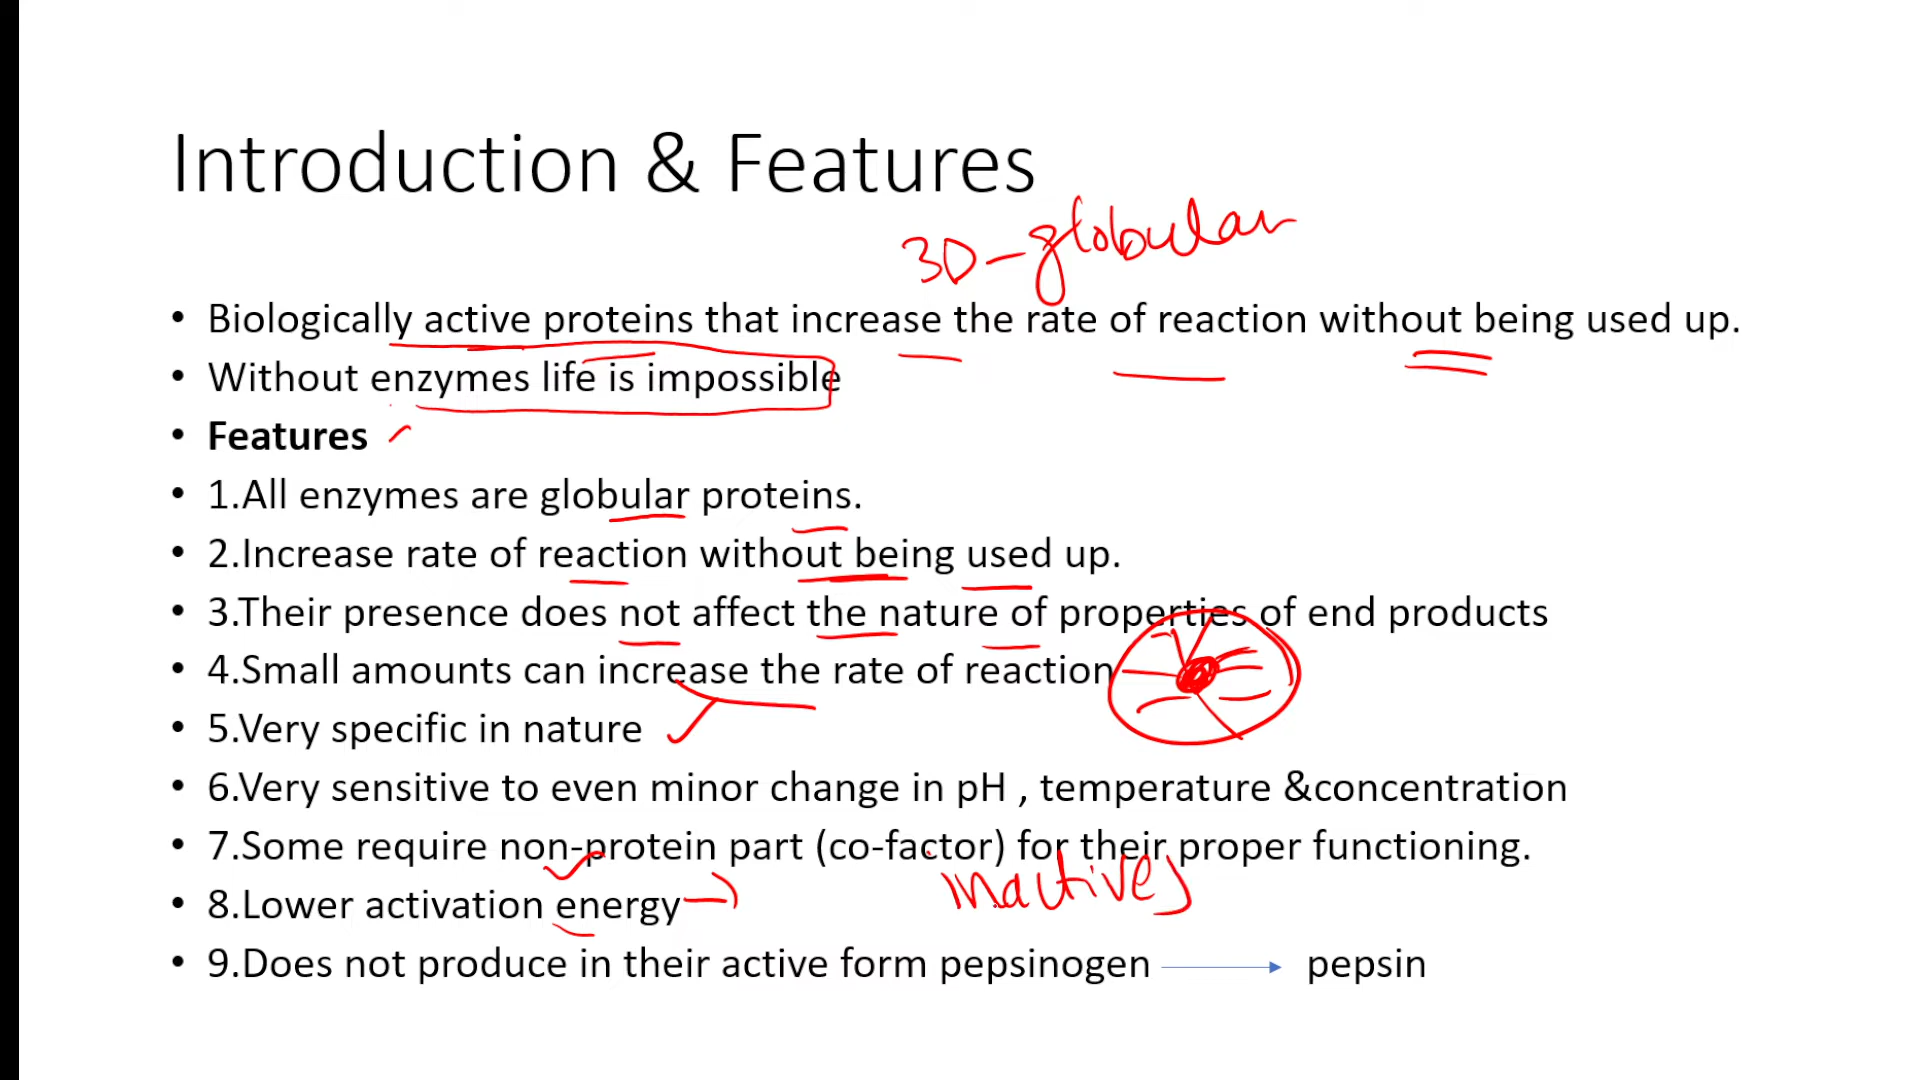 Introduction & Features
3D-globular
• Biologically active proteins that increase the rate of reaction without being used up.
• Without enzymes life is impossible
• Features
• 1.All enzymes are globular proteins.
• 2.Increase rate of reaction without being used up.
• 3.Their presence does not affect the nature of properties of end products
• 4.Small amounts can increase the rate of reaction
• 5.Very specific in nature
• 6.Very sensitive to even minor change in pH , temperature &concentration
• 7.Some require non-protein part (co-factor) for their proper functioning.
inactives
• 8.Lower activation energy
• 9.Does not produce in their active form pepsinogen → pepsin